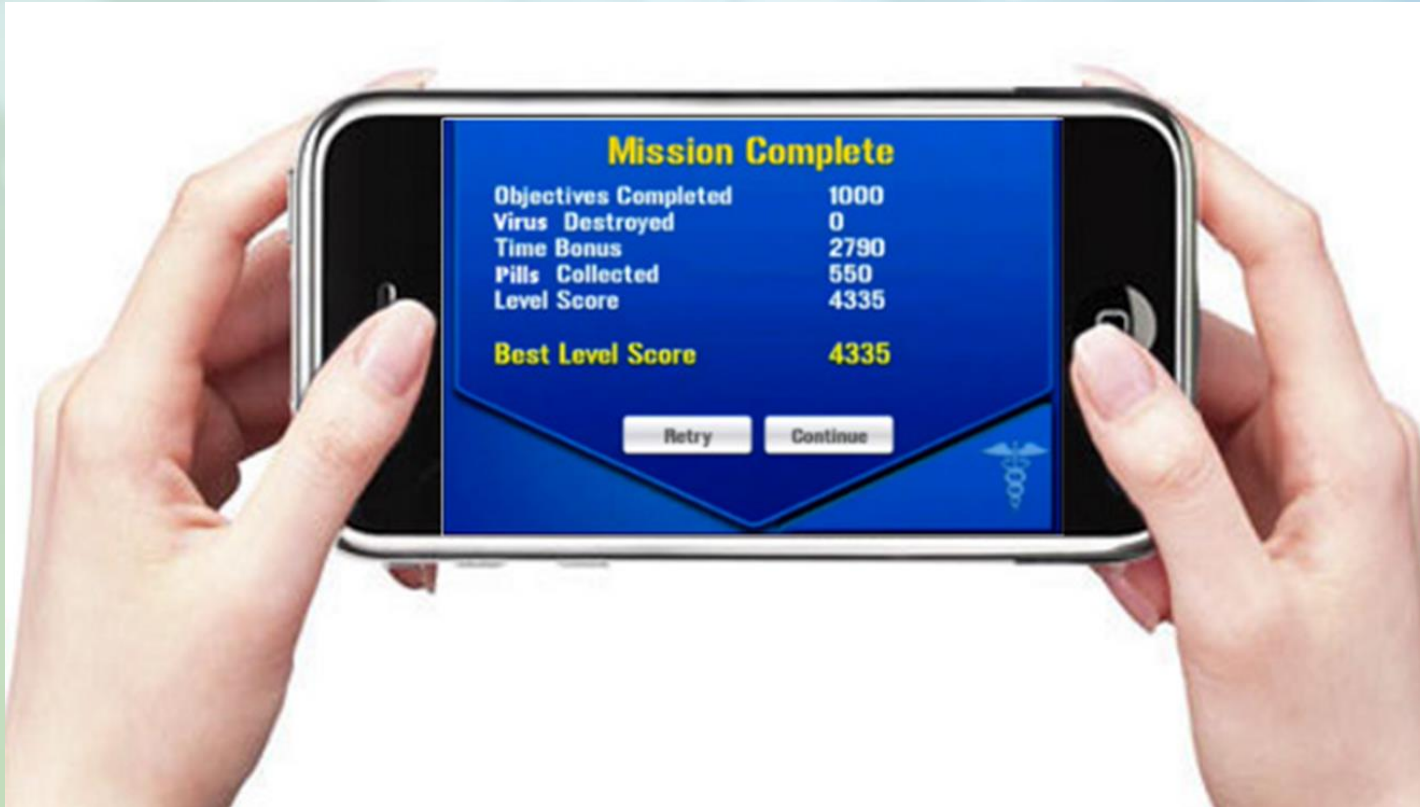 Mission Complete
Objectives Completed 1000
Virus Destroyed 0
Time Bonus 2790
Pills Collected 550
Level Score 4335
Best Level Score 4335
Retry Continue